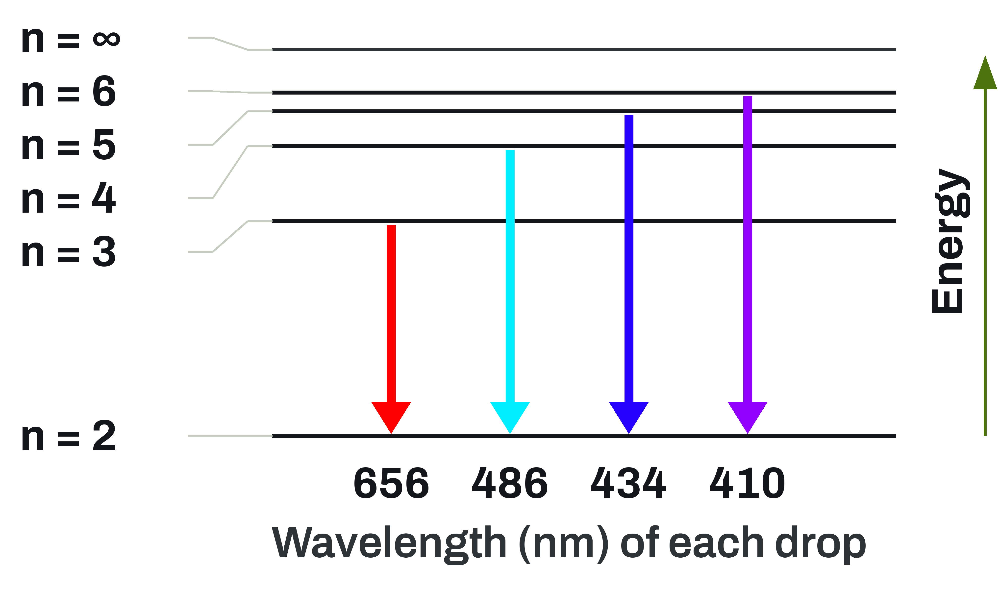 n = ∞
n = 6
n = 5
n = 4
n = 3
n = 2
Energy
656 486 434 410
Wavelength (nm) of each drop